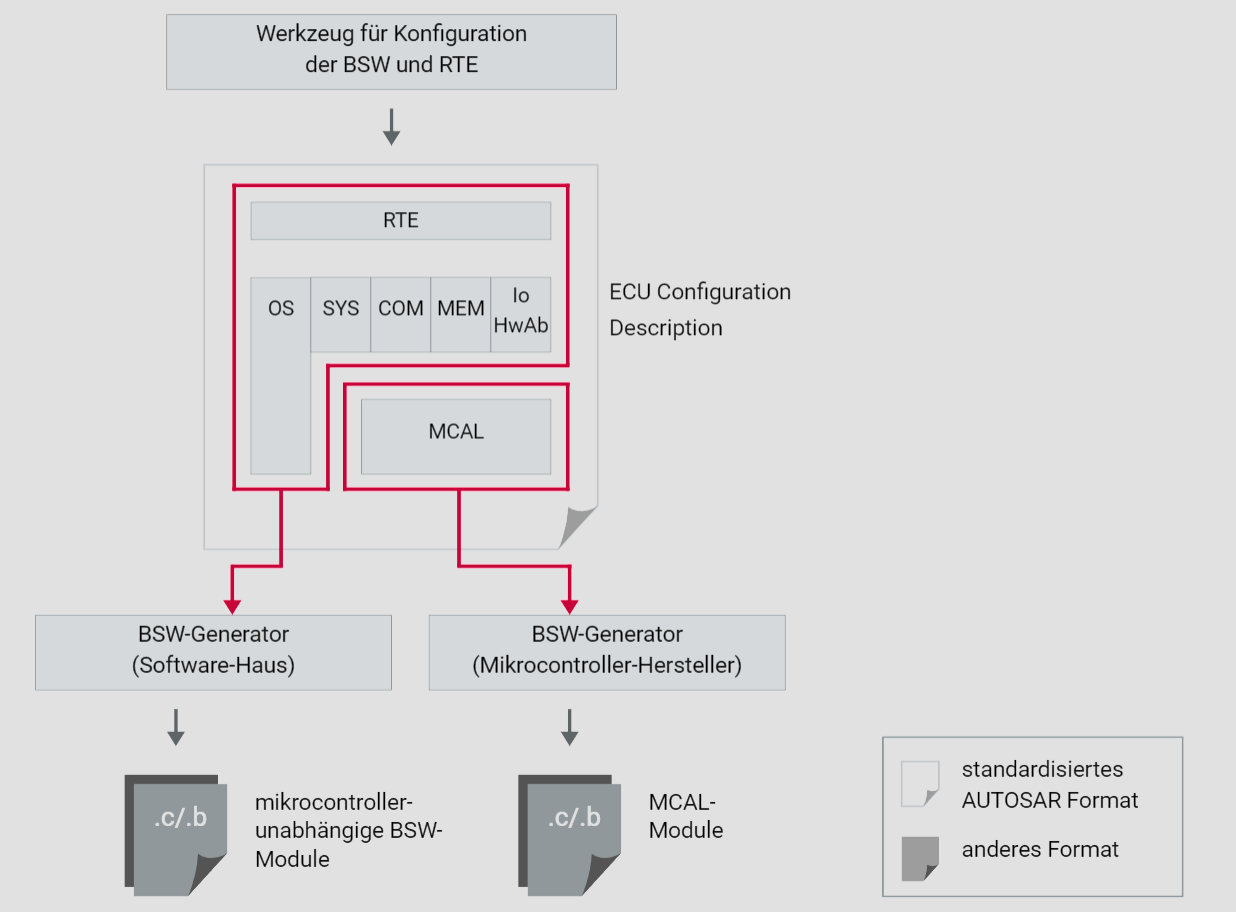 Werkzeug für Konfiguration
der BSW und RTE
RTE
OS
SYS
COM
MEM
Io
HwAb
ECU Configuration
Description
MCAL
BSW-Generator
(Software-Haus)
BSW-Generator
(Mikrocontroller-Hersteller)
.c/.b
mikrocontroller-
unabhängige BSW-
Module
.c/.b
MCAL-
Module
standardisiertes
AUTOSAR Format
anderes Format